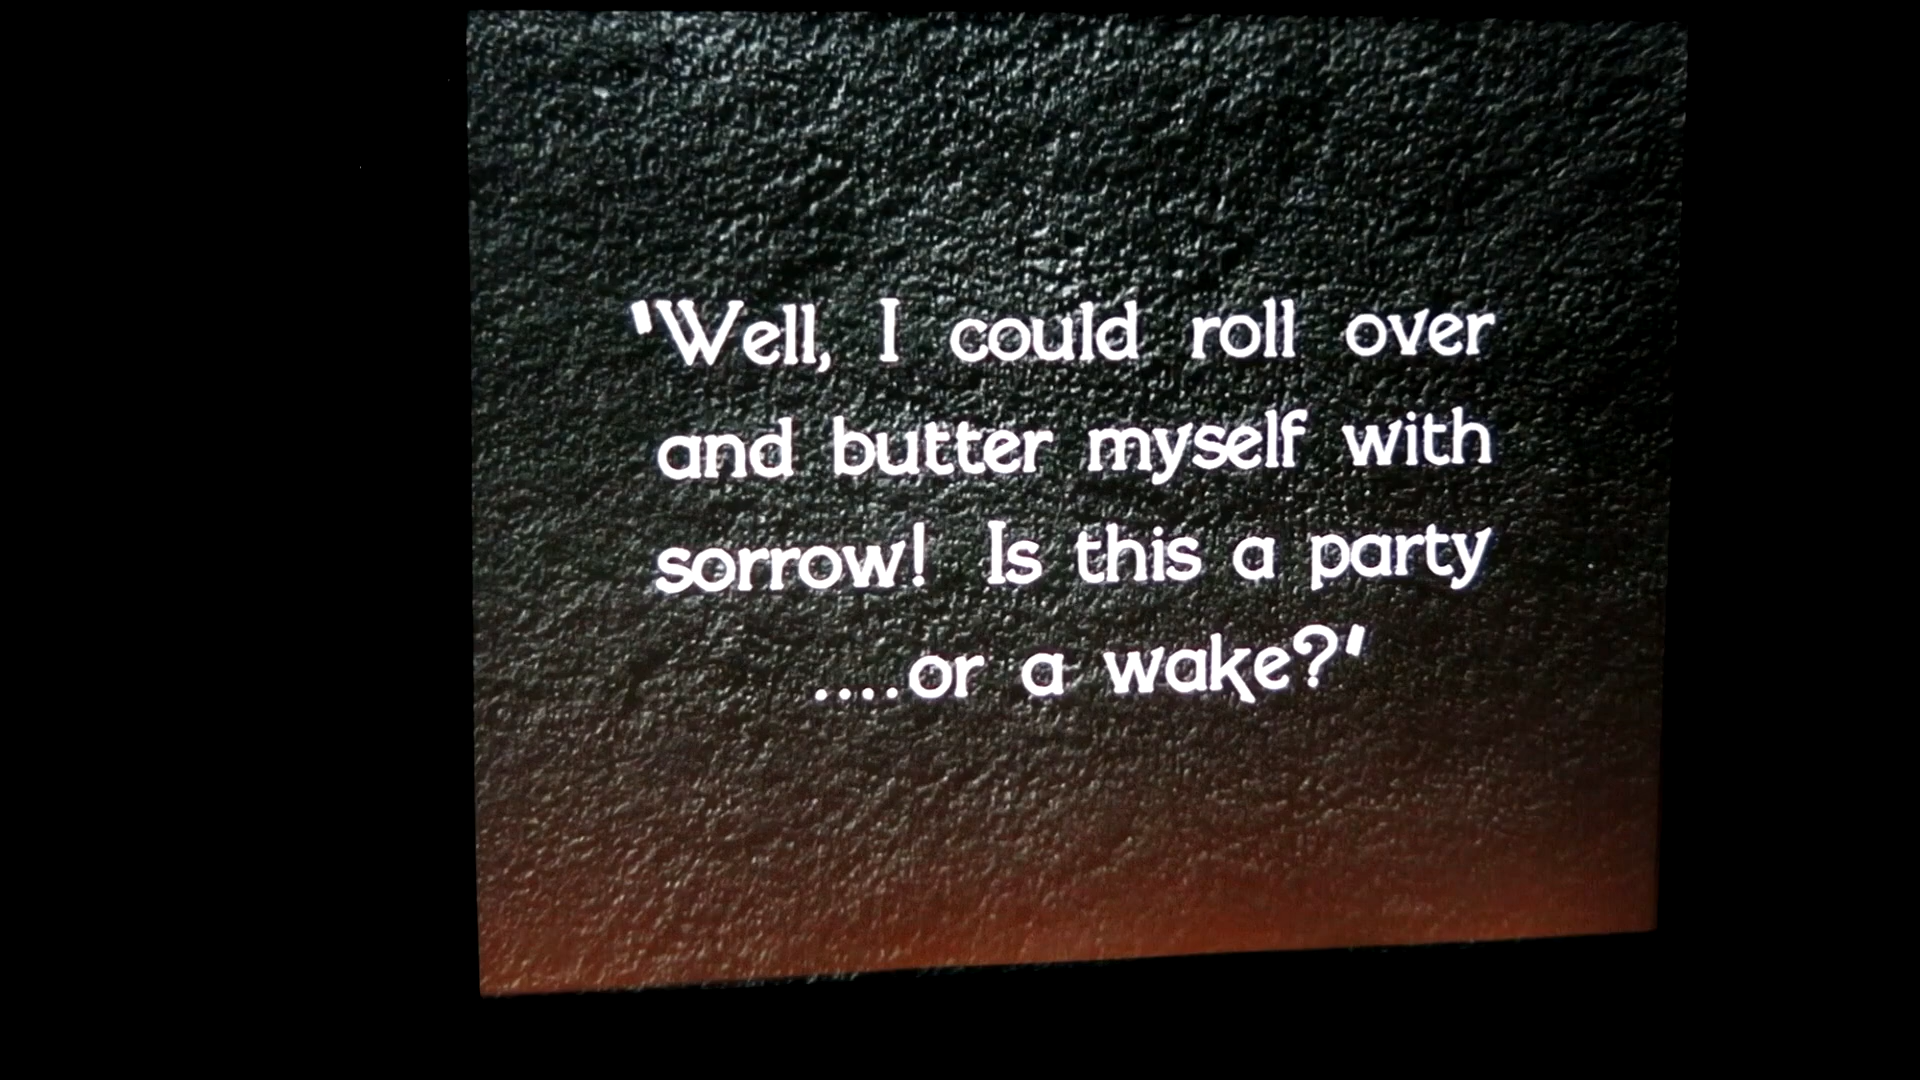 "Well, I could roll over
and butter myself with
sorrow!  Is this a party
....or a wake?"